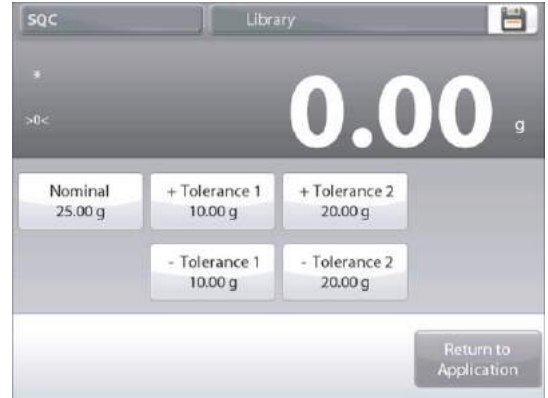 SQC
Library
*
>0<
0.00 g
Nominal
25.00 g
+ Tolerance 1
10.00 g
+ Tolerance 2
20.00 g
- Tolerance 1
10.00 g
- Tolerance 2
20.00 g
Return to
Application